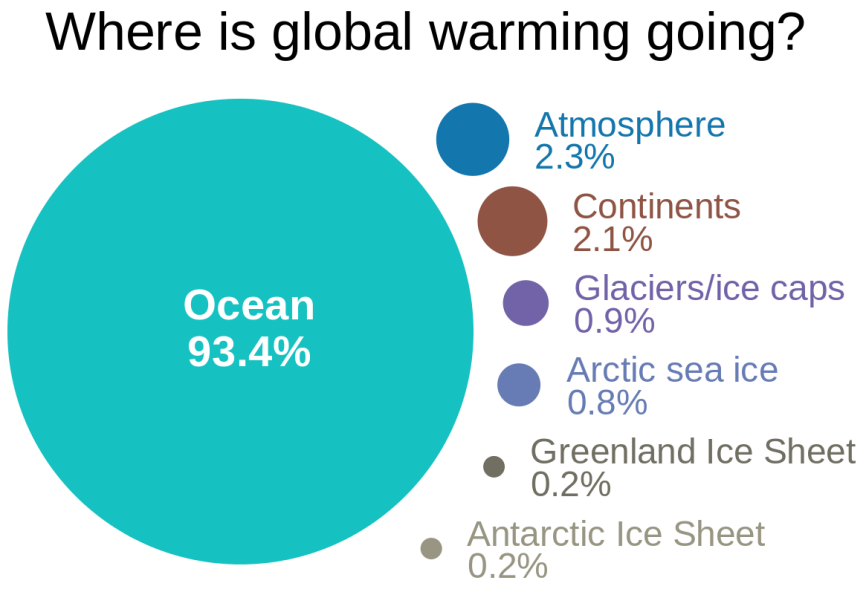 Where is global warming going?
Ocean
93.4%
Atmosphere
2.3%
Continents
2.1%
Glaciers/ice caps
0.9%
Arctic sea ice
0.8%
Greenland Ice Sheet
0.2%
Antarctic Ice Sheet
0.2%